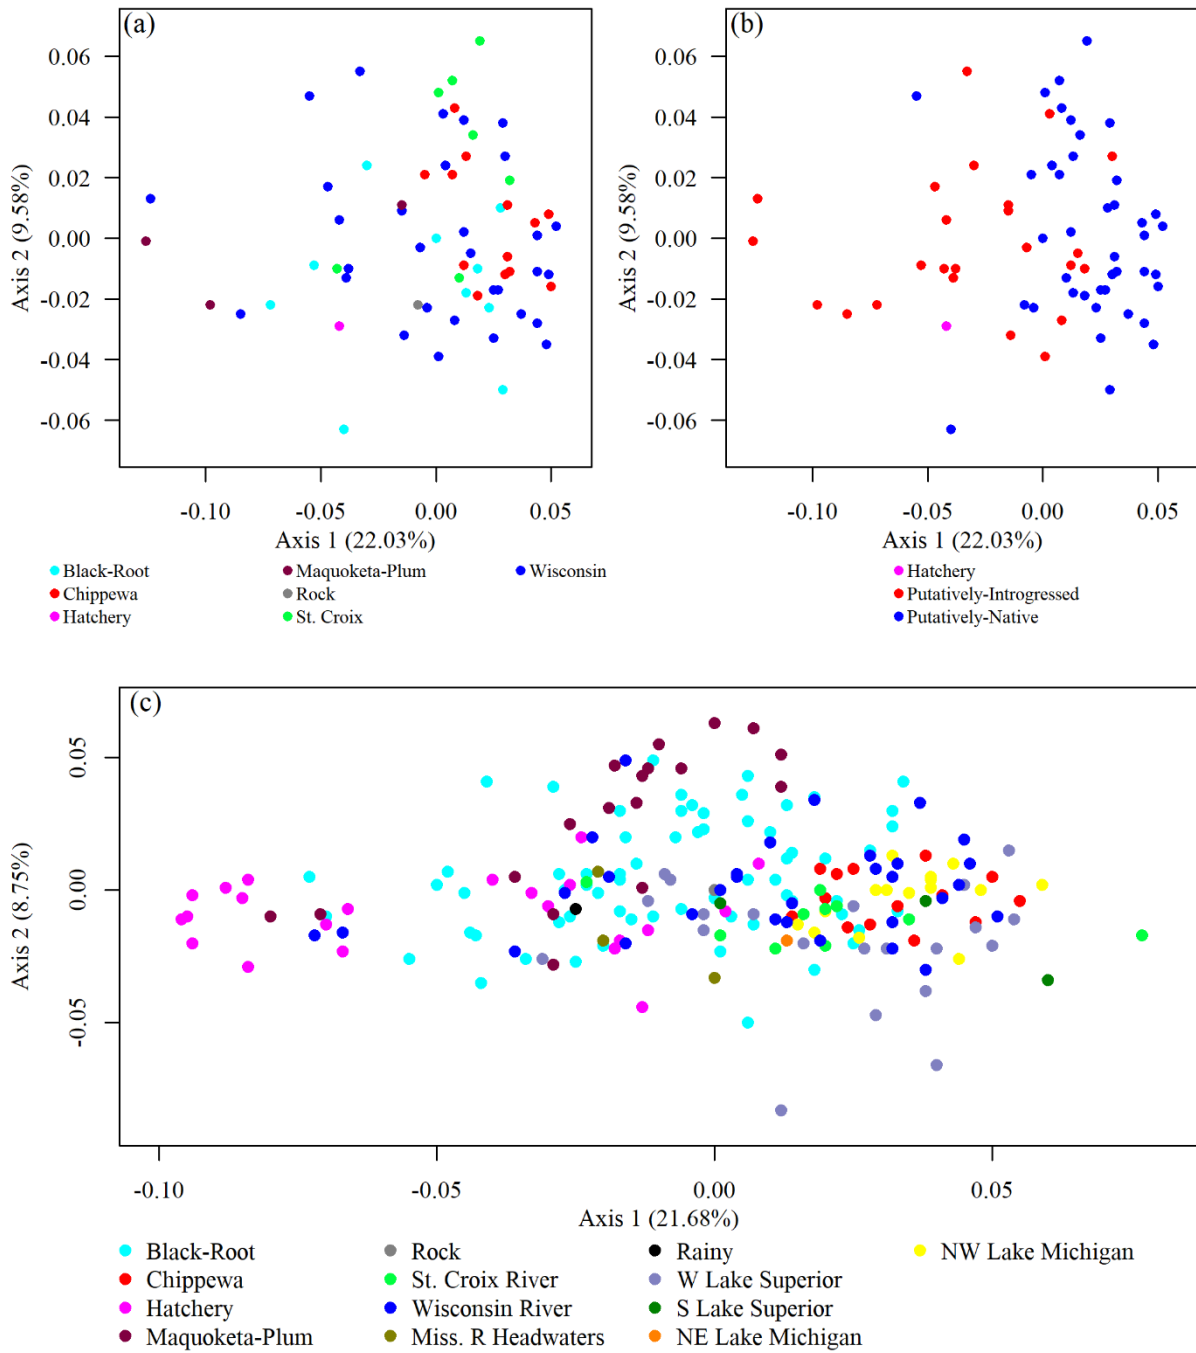 (a)
0.06
0.04
0.02
0.00
-0.02
-0.04
-0.06
Axis 2 (9.58%)
-0.10 -0.05 0.00 0.05
Axis 1 (22.03%)
Black-Root Maquoketa-Plum Wisconsin
Chippewa Rock
Hatchery St. Croix
(b)
0.06
0.04
0.02
0.00
-0.02
-0.04
-0.06
Axis 2 (9.58%)
-0.10 -0.05 0.00 0.05
Axis 1 (22.03%)
Hatchery
Putatively-Introgressed
Putatively-Native
(c)
0.05
0.00
-0.05
Axis 2 (8.75%)
-0.10 -0.05 0.00 0.05
Axis 1 (21.68%)
Black-Root Rock Rainy NW Lake Michigan
Chippewa St. Croix River W Lake Superior
Hatchery Wisconsin River S Lake Superior
Maquoketa-Plum Miss. R Headwaters NE Lake Michigan